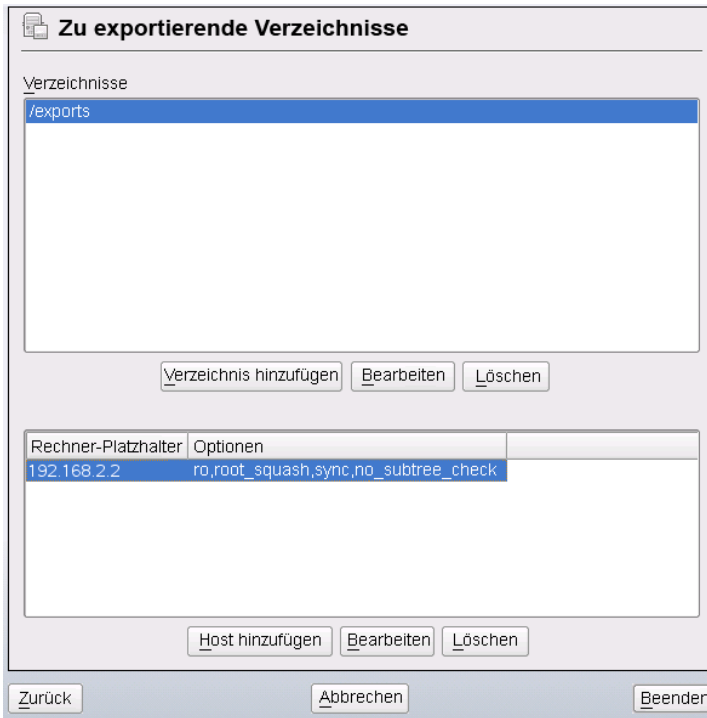 Zu exportierende Verzeichnisse
Verzeichnisse
/exports
Verzeichnis hinzufügen Bearbeiten Löschen
Rechner-Platzhalter Optionen
192.168.2.2 ro,root_squash,sync,no_subtree_check
Host hinzufügen Bearbeiten Löschen
Zurück Abbrechen Beenden